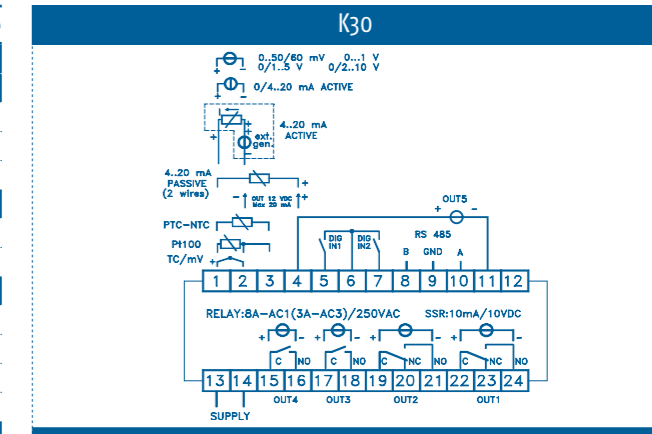 K30
0..50/60 mV 0...1 V
0/1..5 V 0/2..10 V
+ -
0/4..20 mA ACTIVE
+ -
4..20 mA
ACTIVE
+ +
+
ext.
gen.
-
4..20 mA
PASSIVE
(2 wires)
+
- OUT 12 VDC +
Max 20 mA
PTC-NTC
Pt100
TC/mV + -
OUT5
+ -
RS 485
DIG
IN1
DIG
IN2
B GND A
1 2 3 4 5 6 7 8 9 10 11 12
RELAY:8A-AC1(3A-AC3)/250VAC SSR:10mA/10VDC
+ - + - + - + -
C NO C NO C NC NO C NC NO
13 14 15 16 17 18 19 20 21 22 23 24
OUT4 OUT3 OUT2 OUT1
SUPPLY